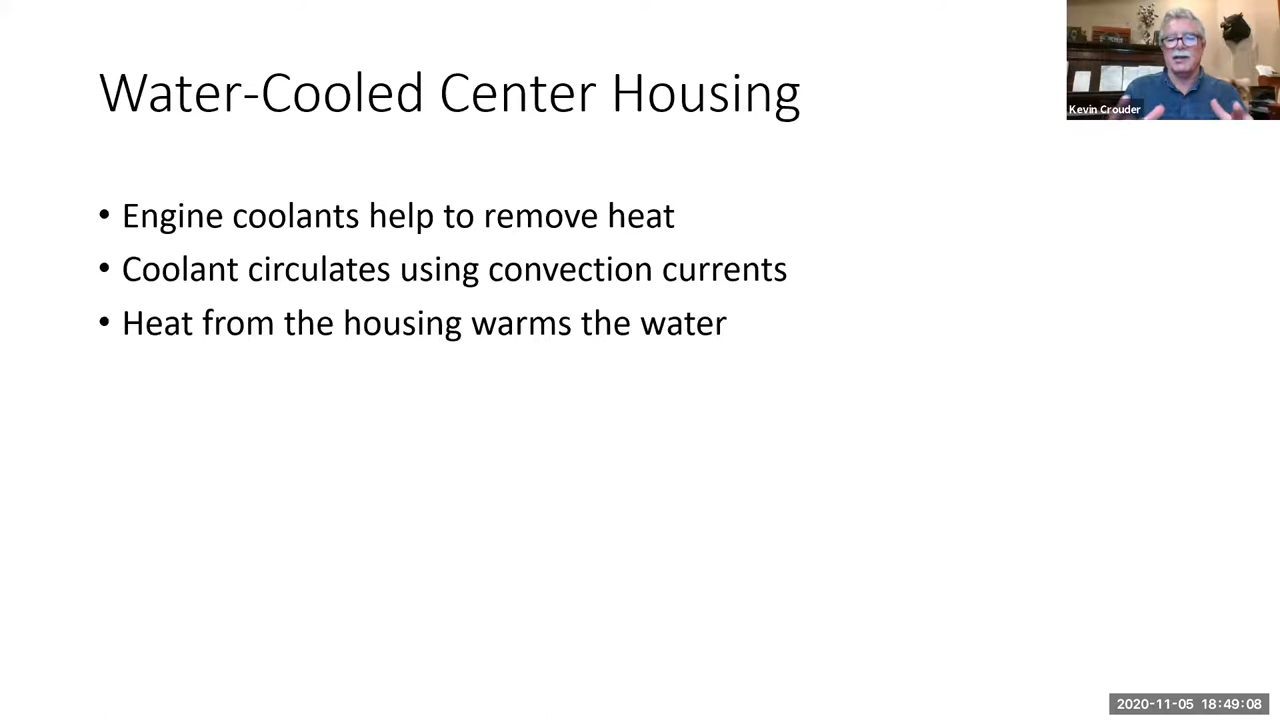 Water-Cooled Center Housing
Kevin Crouder
• Engine coolants help to remove heat
• Coolant circulates using convection currents
• Heat from the housing warms the water
2020-11-05 18:49:08